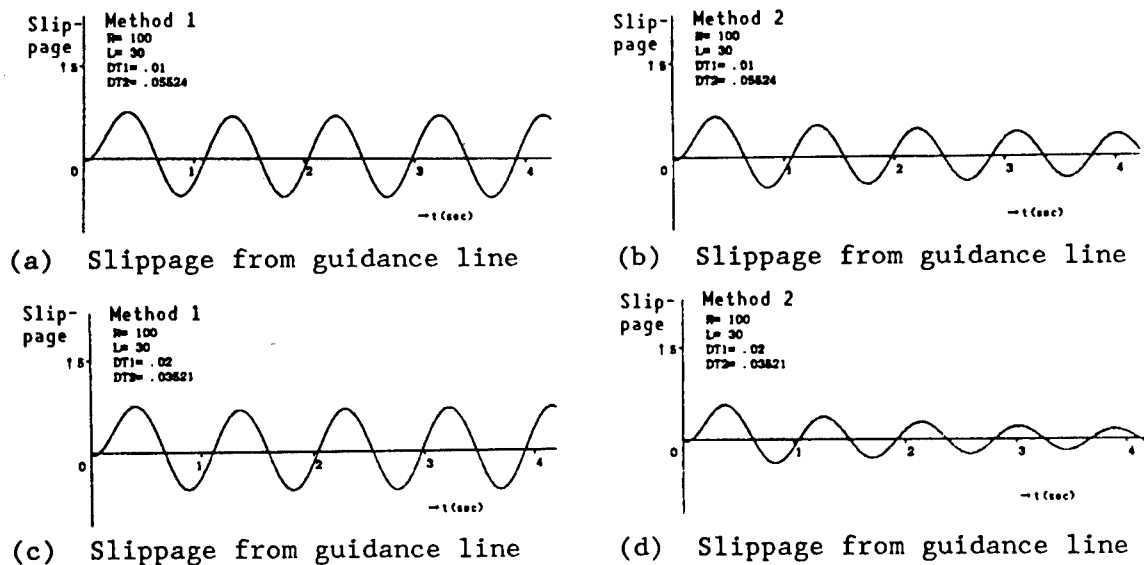 Slip-
page
Method 1
R= 100
L= 30
DT1= .01
DT2= .05524
↑5
0
1
2
3
4
→t(sec)
(a) Slippage from guidance line
Slip-
page
Method 2
R= 100
L= 30
DT1= .01
DT2= .05524
↑5
0
1
2
3
4
→t(sec)
(b) Slippage from guidance line
Slip-
page
Method 1
R= 100
L= 30
DT1= .02
DT2= .03521
↑5
0
1
2
3
4
→t(sec)
(c) Slippage from guidance line
Slip-
page
Method 2
R= 100
L= 30
DT1= .02
DT2= .03521
↑5
0
1
2
3
4
→t(sec)
(d) Slippage from guidance line